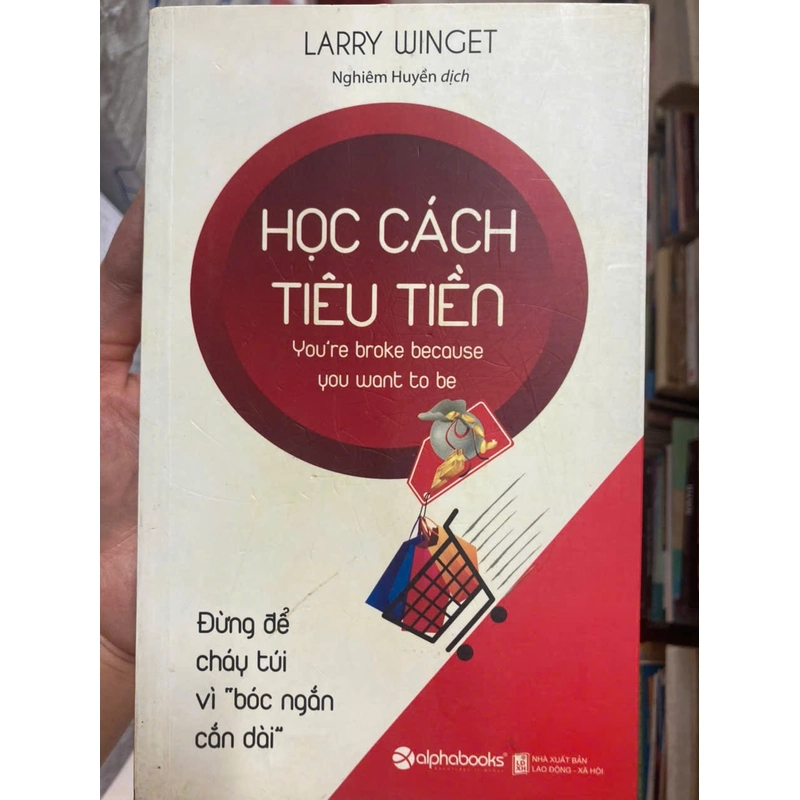 LARRY WINGET
Nghiêm Huyền dịch
HỌC CÁCH
TIÊU TIỀN
You're broke because
you want to be
Đừng để
cháy túi
vì "bóc ngắn
cắn dài"
alphabooks
NHÀ XUẤT BẢN
LAO ĐỘNG - XÃ HỘI